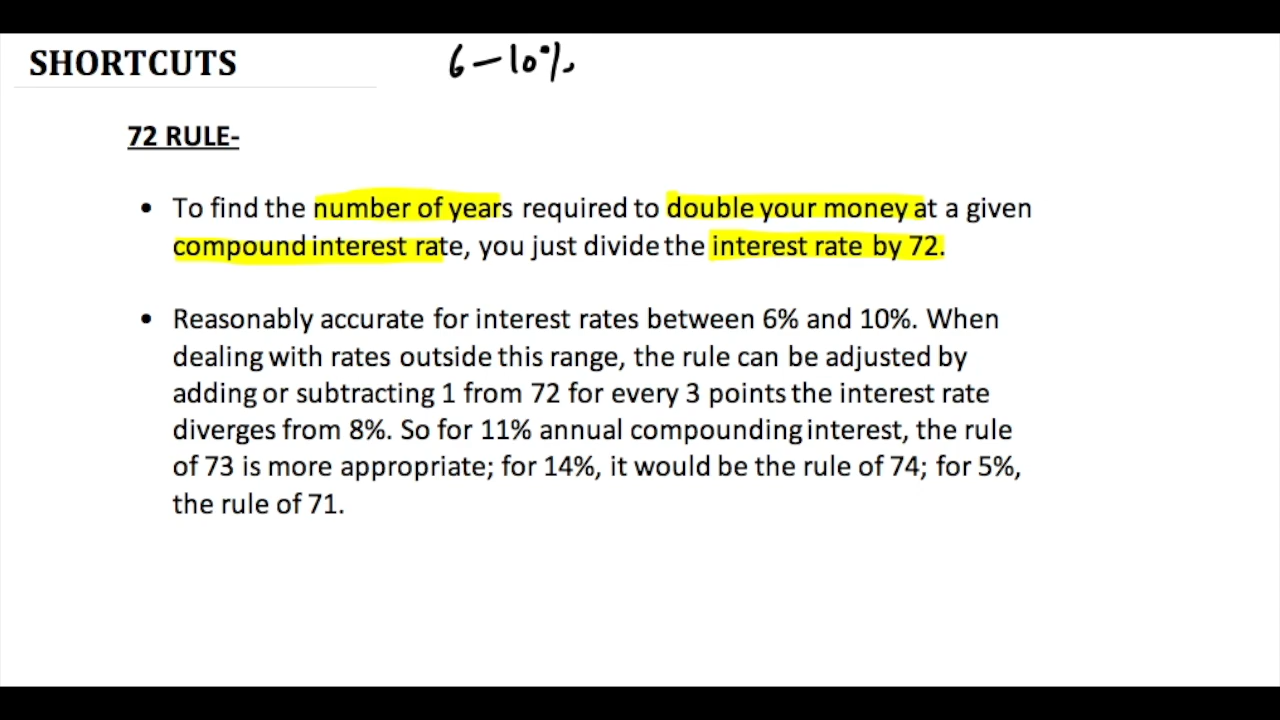 SHORTCUTS
6-10%
72 RULE-
• To find the number of years required to double your money at a given
compound interest rate, you just divide the interest rate by 72.
• Reasonably accurate for interest rates between 6% and 10%. When
dealing with rates outside this range, the rule can be adjusted by
adding or subtracting 1 from 72 for every 3 points the interest rate
diverges from 8%. So for 11% annual compounding interest, the rule
of 73 is more appropriate; for 14%, it would be the rule of 74; for 5%,
the rule of 71.